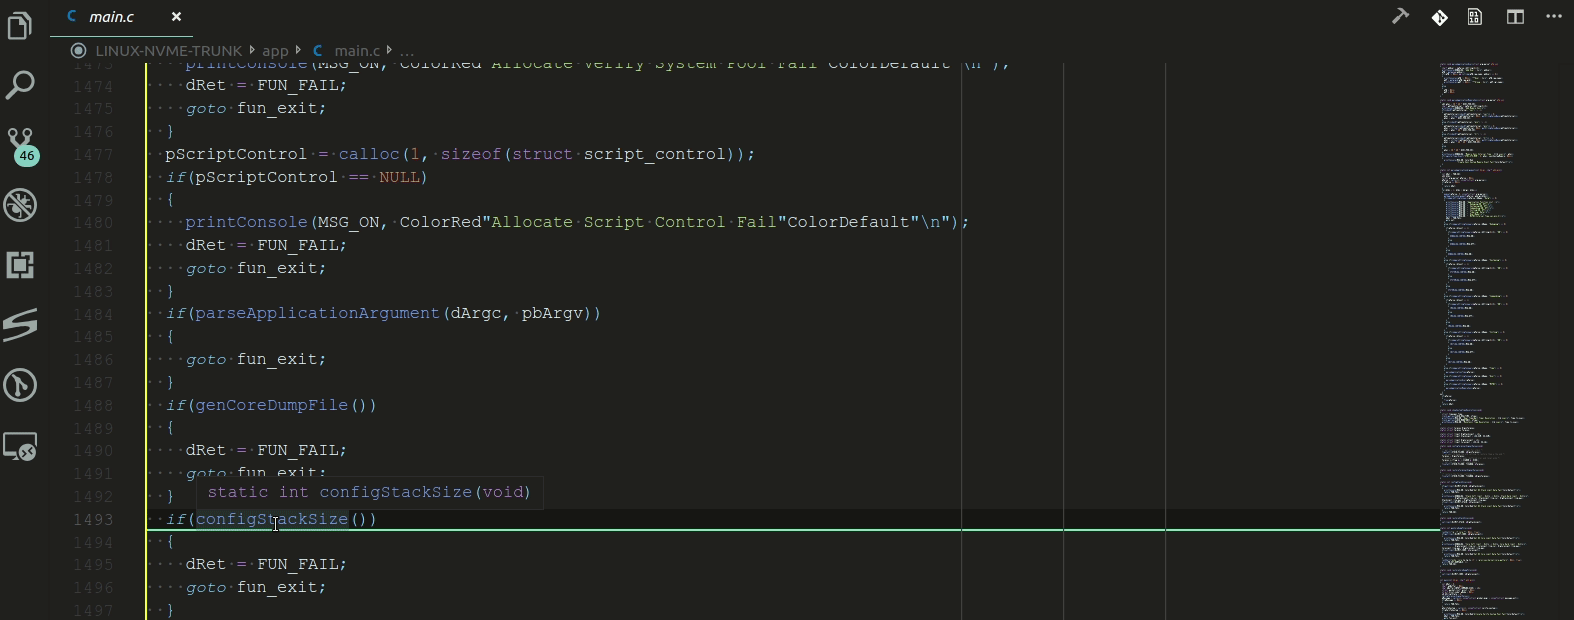 C main.c ×
LINUX-NVME-TRUNK app C main.c ...
1473 printConsole(MSG_ON, ColorRed"Allocate Verify System Pool Fail"ColorDefault"\n");
1474 dRet = FUN_FAIL;
1475 goto fun_exit;
1476 }
1477 pScriptControl = calloc(1, sizeof(struct script_control));
1478 if(pScriptControl == NULL)
1479 {
1480 printConsole(MSG_ON, ColorRed"Allocate Script Control Fail"ColorDefault"\n");
1481 dRet = FUN_FAIL;
1482 goto fun_exit;
1483 }
1484 if(parseApplicationArgument(dArgc, pbArgv))
1485 {
1486 goto fun_exit;
1487 }
1488 if(genCoreDumpFile())
1489 {
1490 dRet = FUN_FAIL;
1491 goto fun_exit;
1492 }
static int configStackSize(void)
1493 if(configStackSize())
1494 {
1495 dRet = FUN_FAIL;
1496 goto fun_exit;
1497 }
46